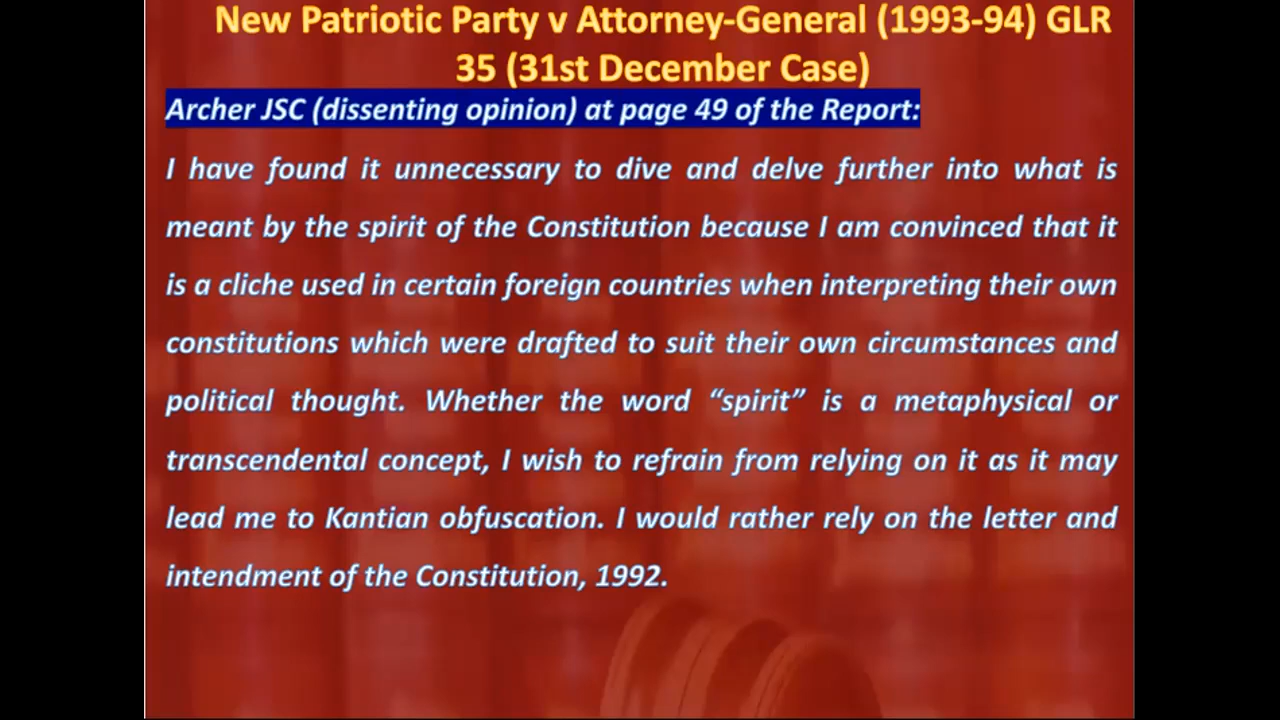 New Patriotic Party v Attorney-General (1993-94) GLR
35 (31st December Case)
Archer JSC (dissenting opinion) at page 49 of the Report:
I have found it unnecessary to dive and delve further into what is
meant by the spirit of the Constitution because I am convinced that it
is a cliche used in certain foreign countries when interpreting their own
constitutions which were drafted to suit their own circumstances and
political thought. Whether the word “spirit” is a metaphysical or
transcendental concept, I wish to refrain from relying on it as it may
lead me to Kantian obfuscation. I would rather rely on the letter and
intendment of the Constitution, 1992.